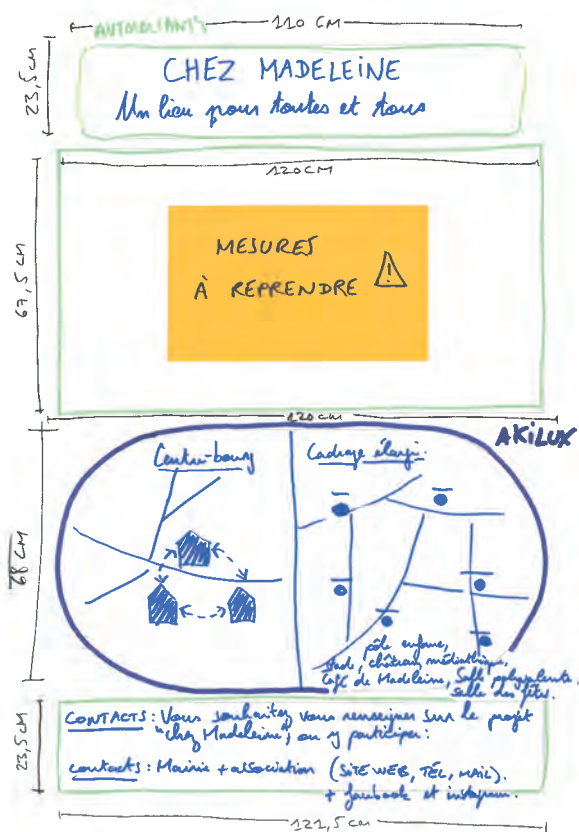 AUTOCOLLANTS
110 CM
23,5 CM
CHEZ MADELEINE
Un lieu pour toutes et tous
120 CM
67,5 CM
MESURES
À REPRENDRE
120 CM
AKILUX
68 CM
Centre-bourg
Cadrage élargi.
pôle enfance,
stade, château, médiathèque,
Café de Madeleine, Salle polyvalente,
salle des fêtes.
23,5 CM
CONTACTS : Vous souhaitez vous renseigner sur le projet
"chez Madeleine", ou y participer :
contacts : Mairie + association (SITE WEB, TÉL, MAIL).
+ facebook et instagram.
121,5 cm